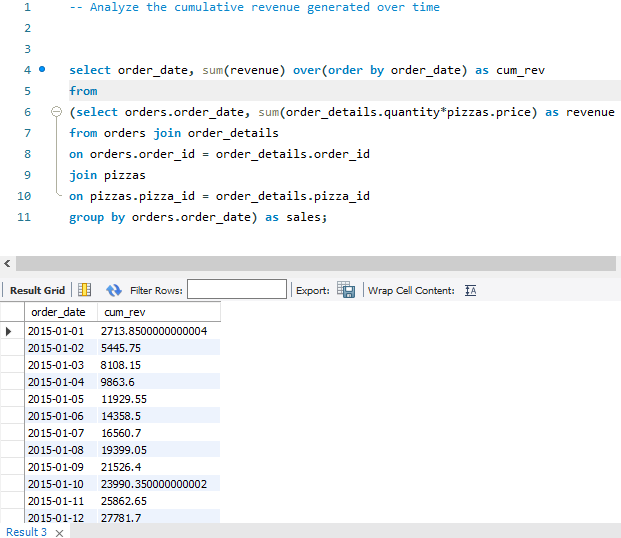 1 -- Analyze the cumulative revenue generated over time
2
3
4 select order_date, sum(revenue) over(order by order_date) as cum_rev
5 from
6 (select orders.order_date, sum(order_details.quantity*pizzas.price) as revenue
7 from orders join order_details
8 on orders.order_id = order_details.order_id
9 join pizzas
10 on pizzas.pizza_id = order_details.pizza_id
11 group by orders.order_date) as sales;
Result Grid Filter Rows: Export: Wrap Cell Content:
order_date cum_rev
2015-01-01 2713.8500000000004
2015-01-02 5445.75
2015-01-03 8108.15
2015-01-04 9863.6
2015-01-05 11929.55
2015-01-06 14358.5
2015-01-07 16560.7
2015-01-08 19399.05
2015-01-09 21526.4
2015-01-10 23990.350000000002
2015-01-11 25862.65
2015-01-12 27781.7
Result 3